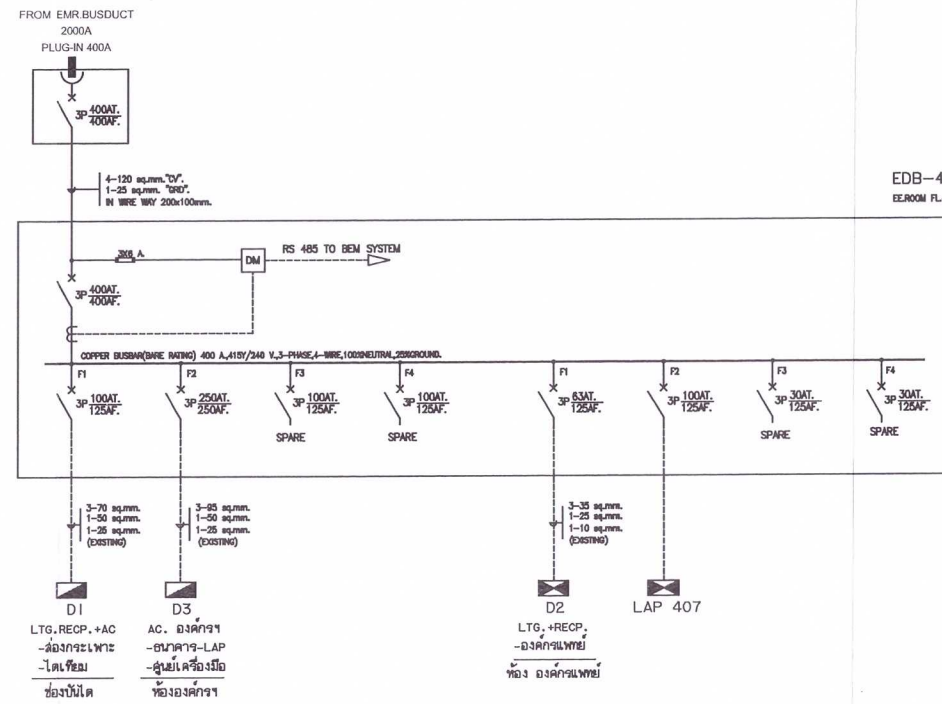 FROM EMR.BUSDUCT
2000A
PLUG-IN 400A
3P 400AT.
400AF.
4-120 sq.mm."CV".
1-25 sq.mm. "GRD".
IN WIRE WAY 200x100mm.
EDB-4
EE.ROOM FL.
3X6 A.
DM
RS 485 TO BEM SYSTEM
3P 400AT.
400AF.
COPPER BUSBAR(BARE RATING) 400 A.,415Y/240 V.,3-PHASE,4-WIRE,100%NEUTRAL,25%GROUND.
F1
3P 100AT.
125AF.
F2
3P 250AT.
250AF.
F3
3P 100AT.
125AF.
SPARE
F4
3P 100AT.
125AF.
SPARE
F1
3P 63AT.
125AF.
F2
3P 100AT.
125AF.
F3
3P 30AT.
125AF.
SPARE
F4
3P 30AT.
125AF.
SPARE
3-70 sq.mm.
1-50 sq.mm.
1-25 sq.mm.
(EXISTING)
3-95 sq.mm.
1-50 sq.mm.
1-25 sq.mm.
(EXISTING)
3-35 sq.mm.
1-25 sq.mm.
1-10 sq.mm.
(EXISTING)
D1
LTG.RECP.+AC
-ส่องกระเพาะ
-ไตเทียม
ช่องบันได
D3
AC. องค์กรฯ
-ธนาคาร-LAP
-ศูนย์เครื่องมือ
ห้ององค์กรฯ
D2
LTG.+RECP.
-องค์กรแพทย์
ห้อง องค์กรแพทย์
LAP 407